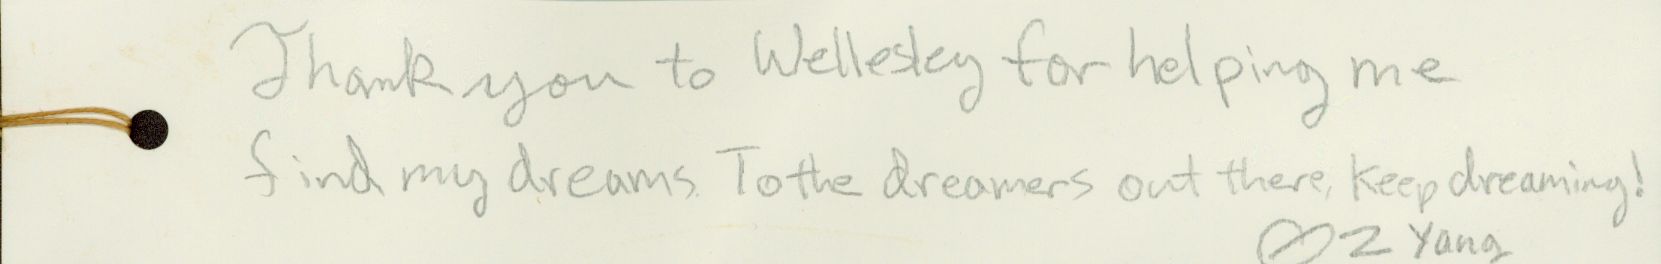 Thank you to Wellesley for helping me
find my dreams. To the dreamers out there, keep dreaming!
♡ Z Yang